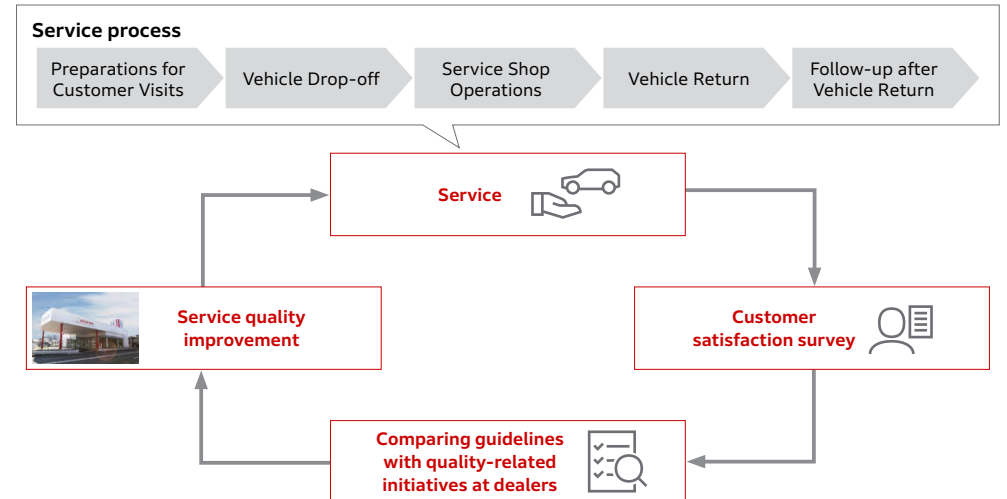 Service process
Preparations for
Customer Visits
Vehicle Drop-off
Service Shop
Operations
Vehicle Return
Follow-up after
Vehicle Return
Service
Customer
satisfaction survey
Comparing guidelines
with quality-related
initiatives at dealers
Service quality
improvement